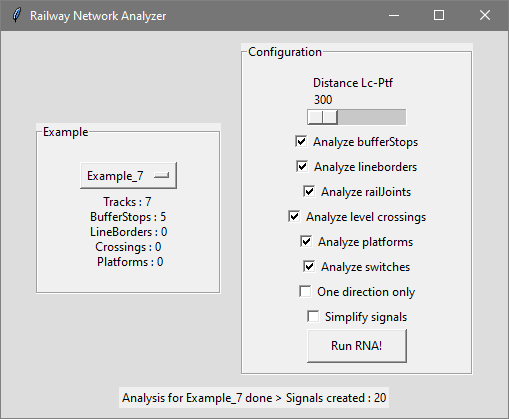 Railway Network Analyzer
Configuration
Distance Lc-Ptf
300
Analyze bufferStops
Analyze lineborders
Analyze railJoints
Analyze level crossings
Analyze platforms
Analyze switches
One direction only
Simplify signals
Run RNA!
Example
Example_7
Tracks : 7
BufferStops : 5
LineBorders : 0
Crossings : 0
Platforms : 0
Analysis for Example_7 done > Signals created : 20